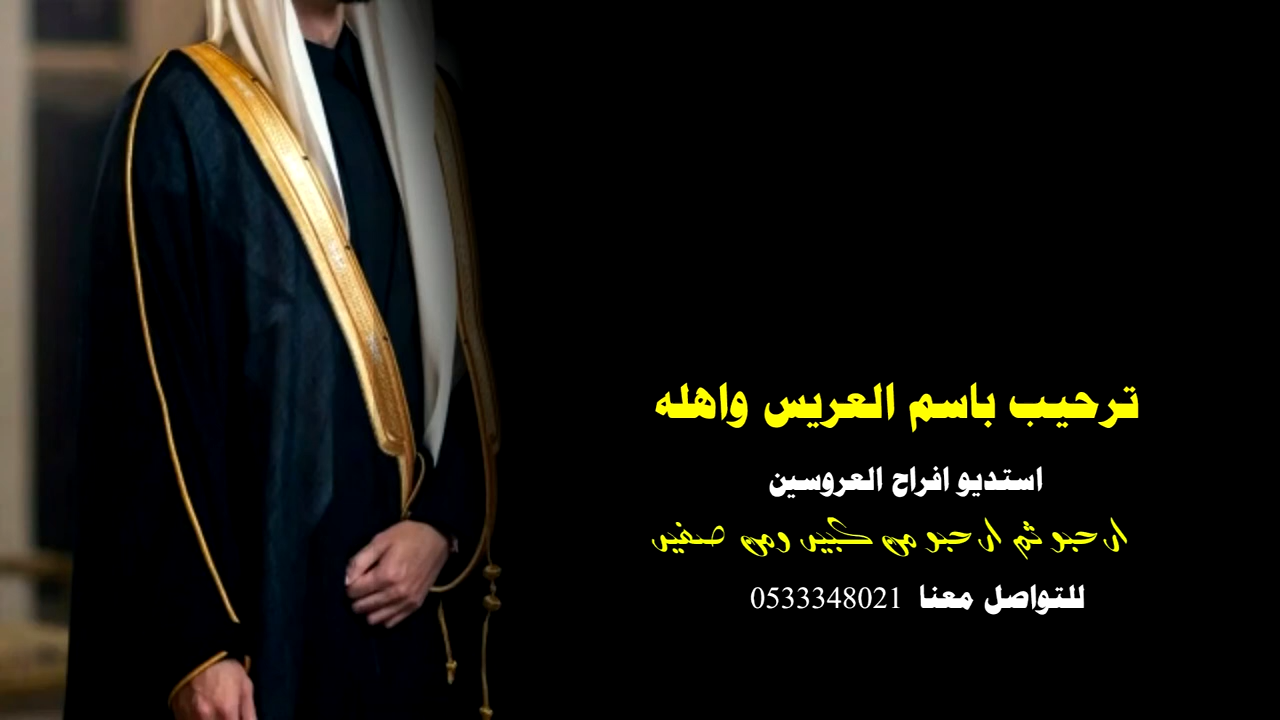 ترحيب باسم العريس واهله
استديو افراح العروسين
ارحبو ثم ارحبو من كبير ومن صغير
للتواصل معنا 0533348021